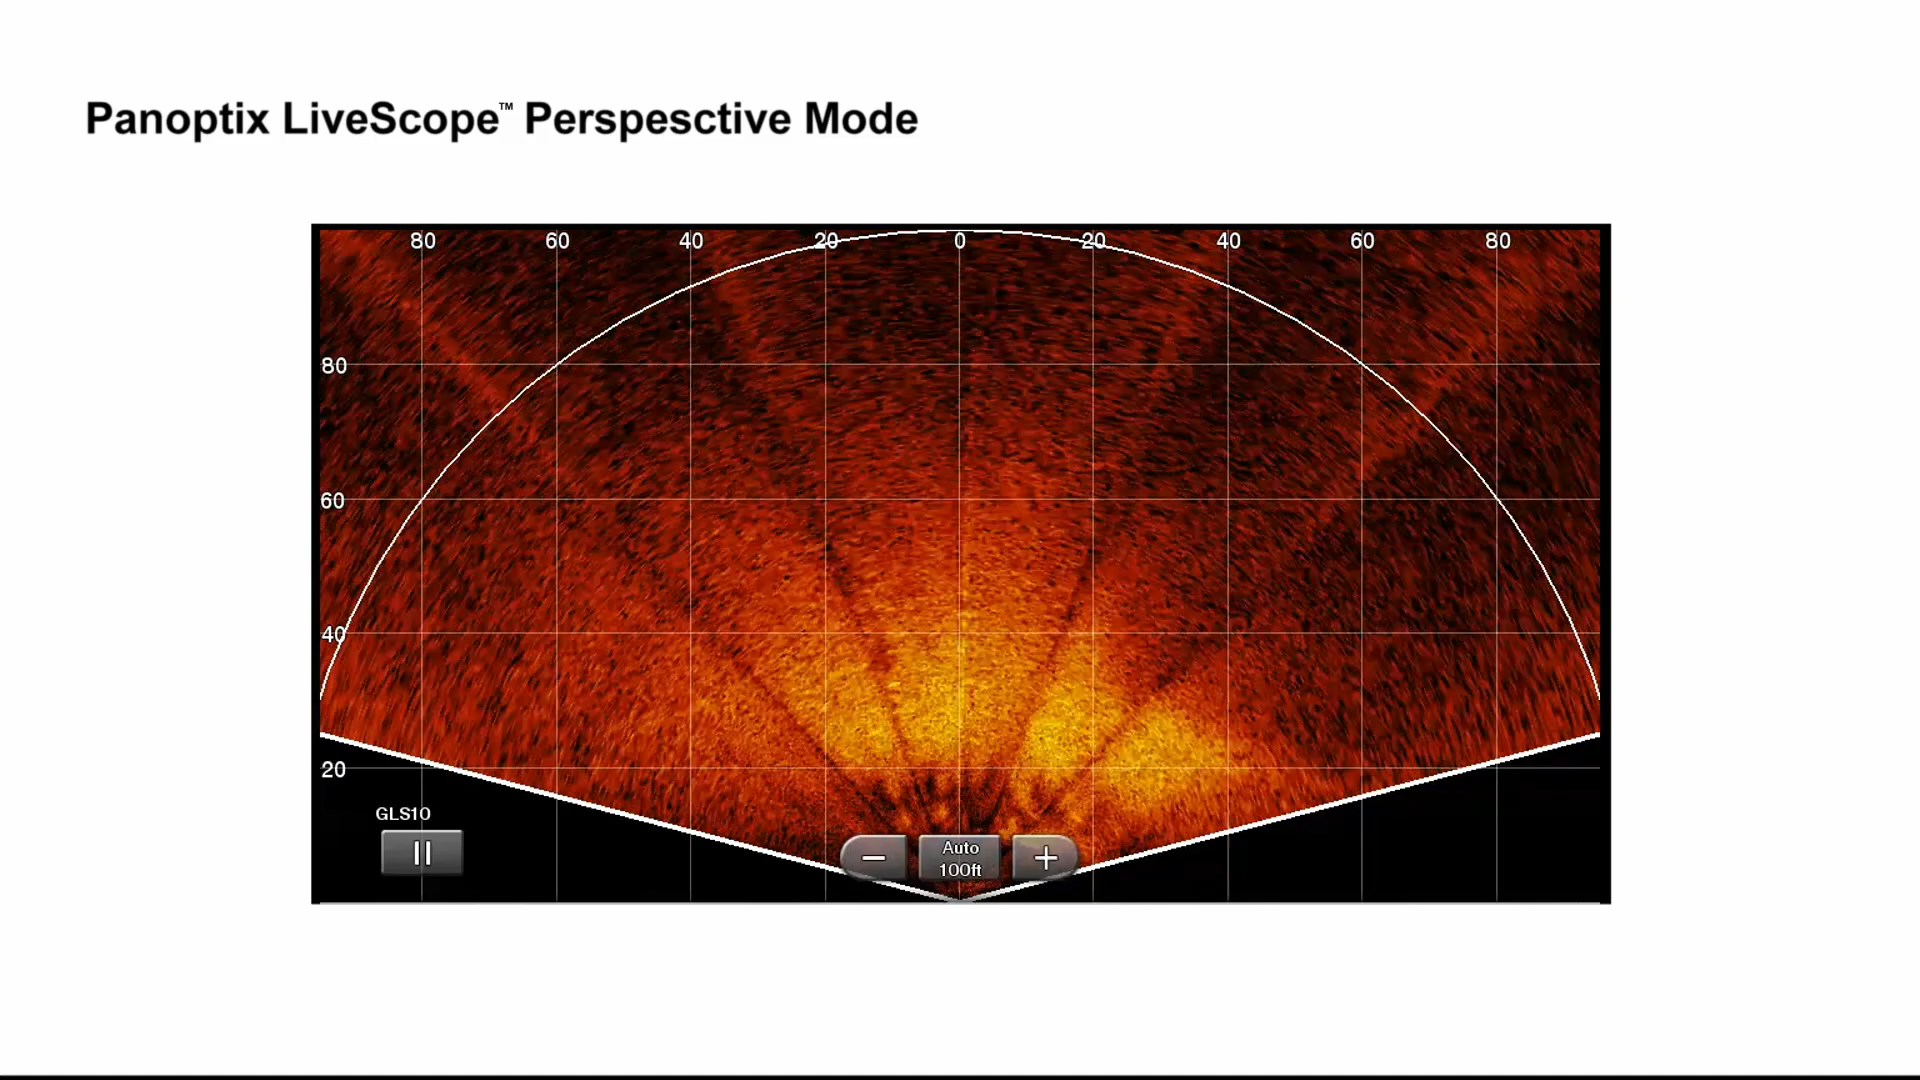 Panoptix LiveScope™ Perspesctive Mode
80 60 40 20 0 20 40 60 80
80
60
40
20
GLS10
Auto
100ft